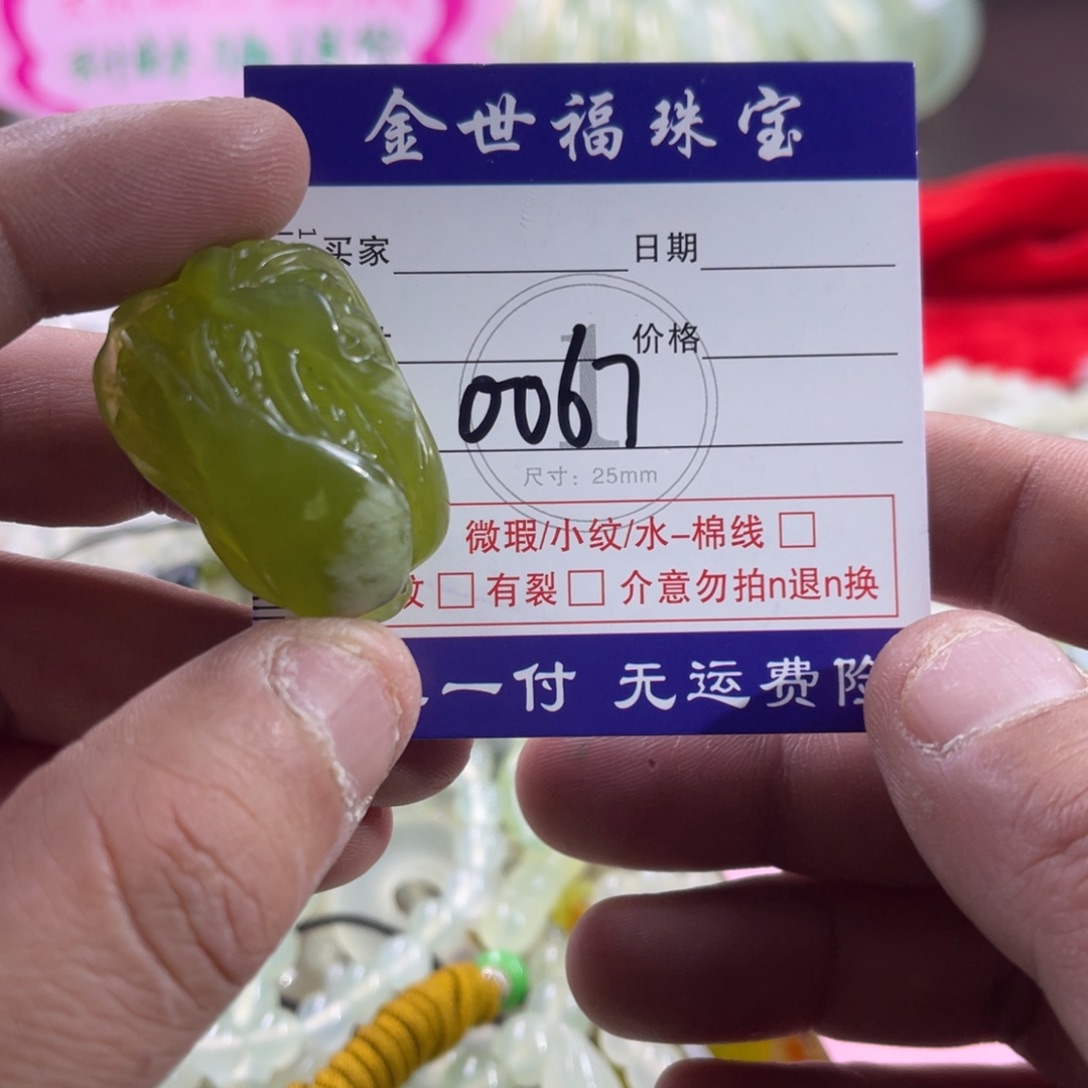 金世福珠宝
买家 日期
价格
1
0067
尺寸：25mm
微瑕/小纹/水-棉线 □
纹 □ 有裂 □ 介意勿拍n退n换
一付 无运费险